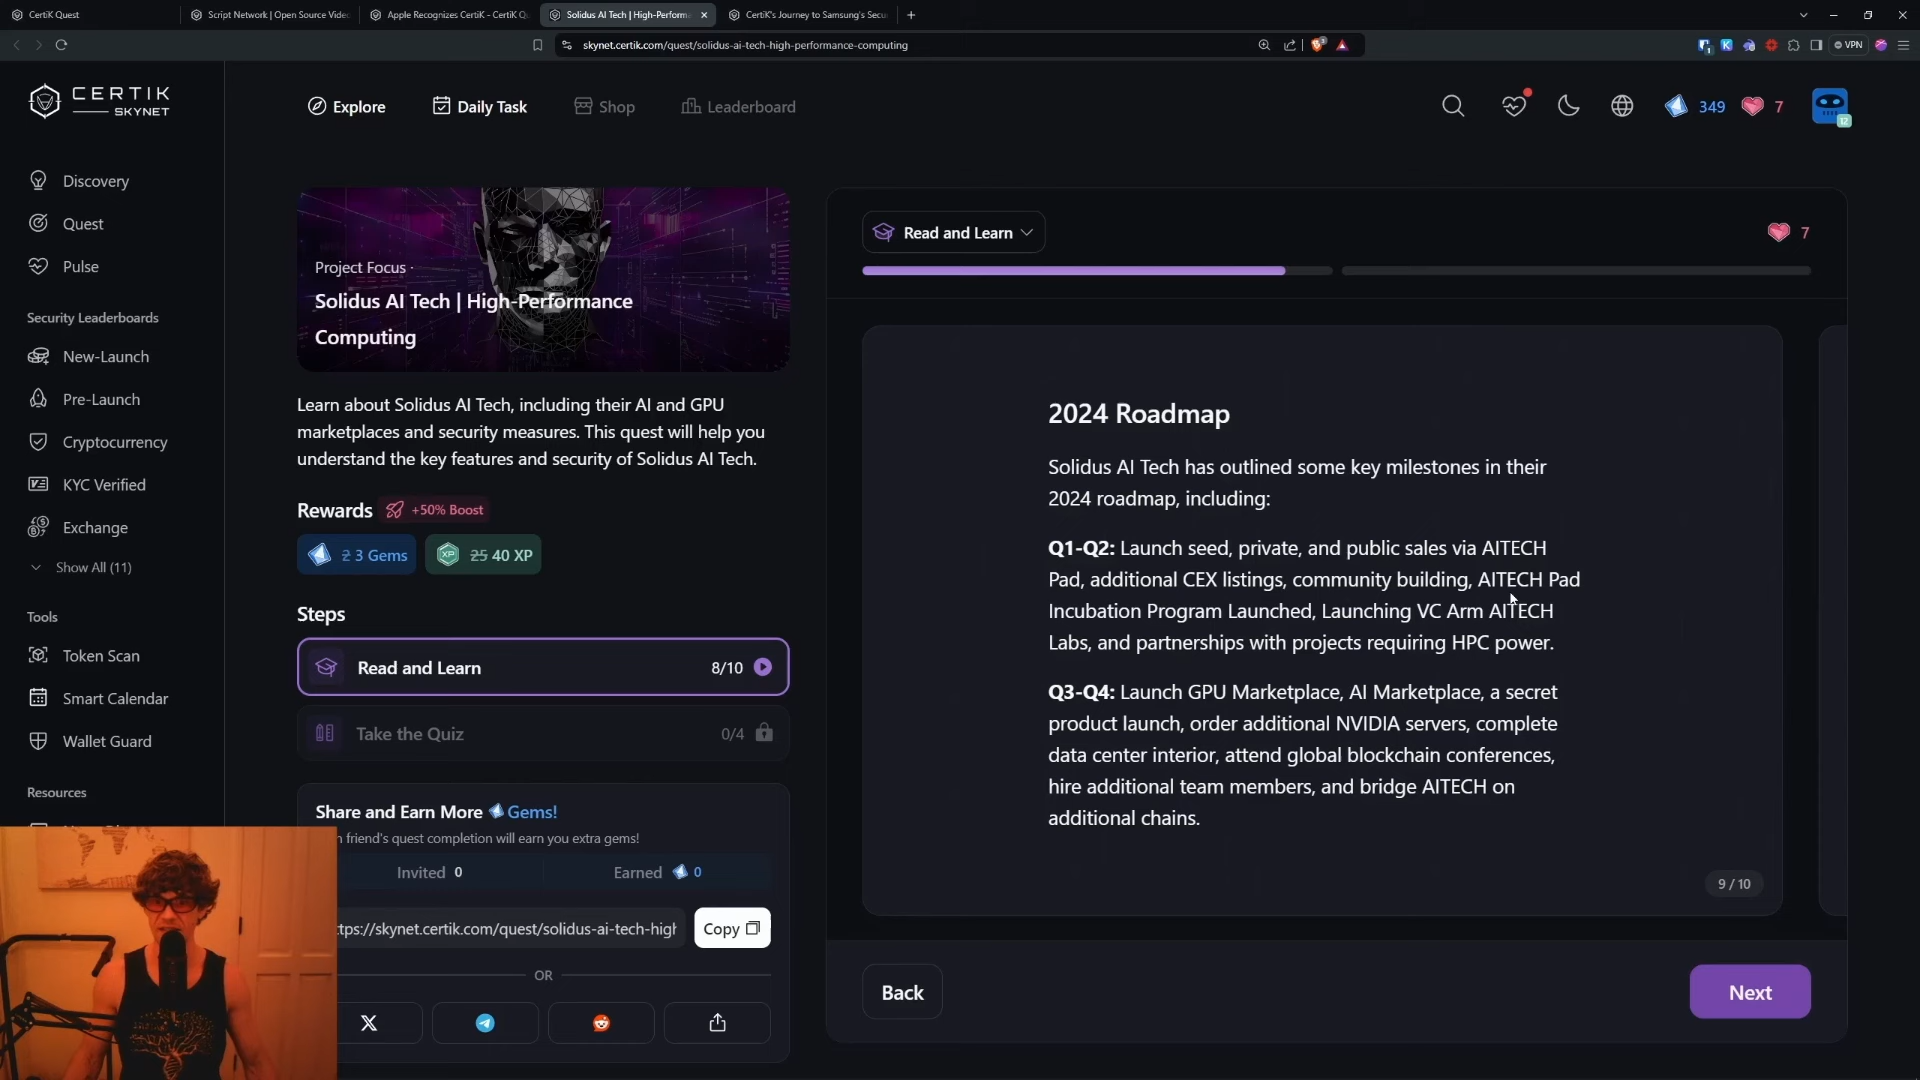 CertiK Quest
Script Network | Open Source Video
Apple Recognizes CertiK - CertiK Qu
Solidus AI Tech | High-Perform
CertiK's Journey to Samsung's Secu
skynet.certik.com/quest/solidus-ai-tech-high-performance-computing
VPN
CERTIK
SKYNET
Explore
Daily Task
Shop
Leaderboard
349
7
12
Discovery
Quest
Pulse
Security Leaderboards
New-Launch
Pre-Launch
Cryptocurrency
KYC Verified
Exchange
Show All (11)
Tools
Token Scan
Smart Calendar
Wallet Guard
Resources
Project Focus ·
Solidus AI Tech | High-Performance
Computing
Learn about Solidus AI Tech, including their AI and GPU
marketplaces and security measures. This quest will help you
understand the key features and security of Solidus AI Tech.
Rewards
+50% Boost
2 3 Gems
XP
25 40 XP
Steps
Read and Learn
8/10
Take the Quiz
0/4
Share and Earn More Gems!
friend's quest completion will earn you extra gems!
Invited 0
Earned 0
ttps://skynet.certik.com/quest/solidus-ai-tech-high
Copy
OR
Read and Learn
7
2024 Roadmap
Solidus AI Tech has outlined some key milestones in their
2024 roadmap, including:
Q1-Q2: Launch seed, private, and public sales via AITECH
Pad, additional CEX listings, community building, AITECH Pad
Incubation Program Launched, Launching VC Arm AITECH
Labs, and partnerships with projects requiring HPC power.
Q3-Q4: Launch GPU Marketplace, AI Marketplace, a secret
product launch, order additional NVIDIA servers, complete
data center interior, attend global blockchain conferences,
hire additional team members, and bridge AITECH on
additional chains.
9 / 10
Back
Next